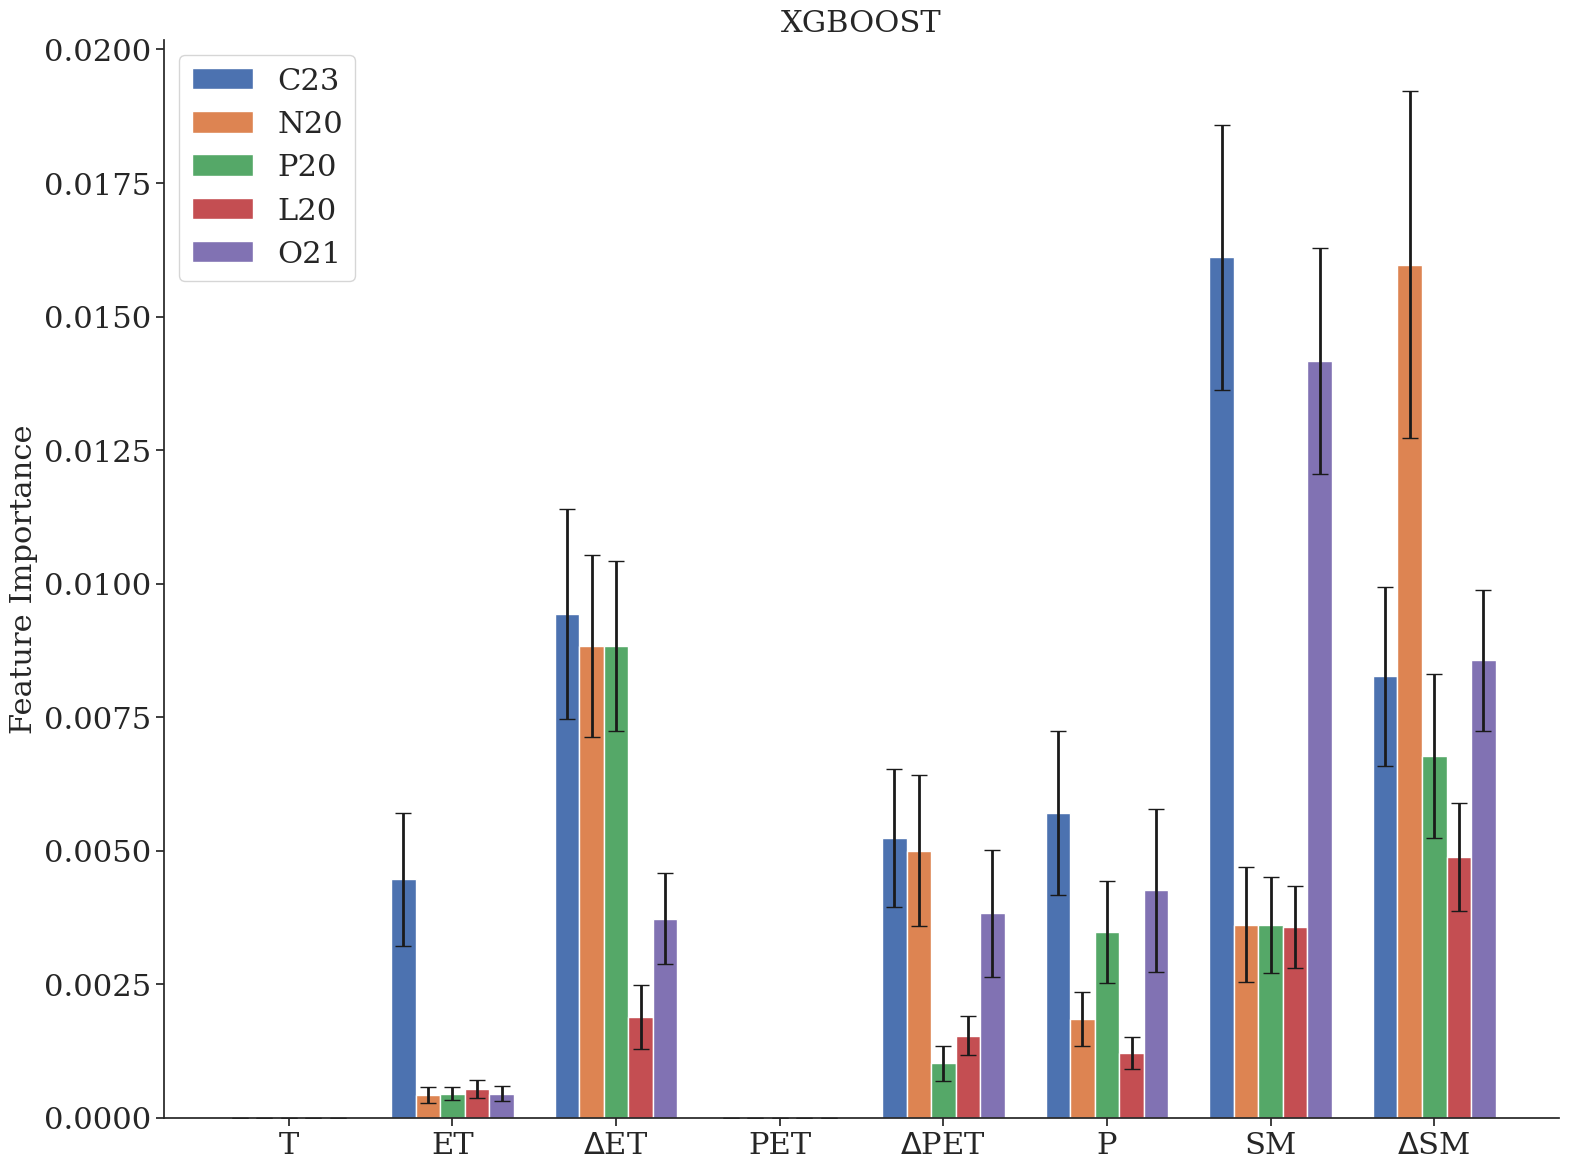 XGBOOST
0.0200
0.0175
0.0150
0.0125
0.0100
0.0075
0.0050
0.0025
0.0000
Feature Importance
C23
N20
P20
L20
O21
T ET ΔET PET ΔPET P SM ΔSM